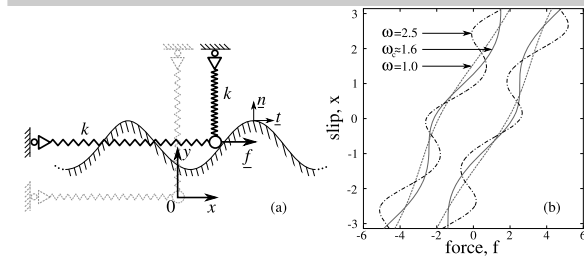 k
k
n
t
f
y
0
x
(a)
slip, x
3
2
1
0
-1
-2
-3
ω=2.5
ω꜀≈1.6
ω=1.0
(b)
-6 -4 -2 0 2 4 6
force, f